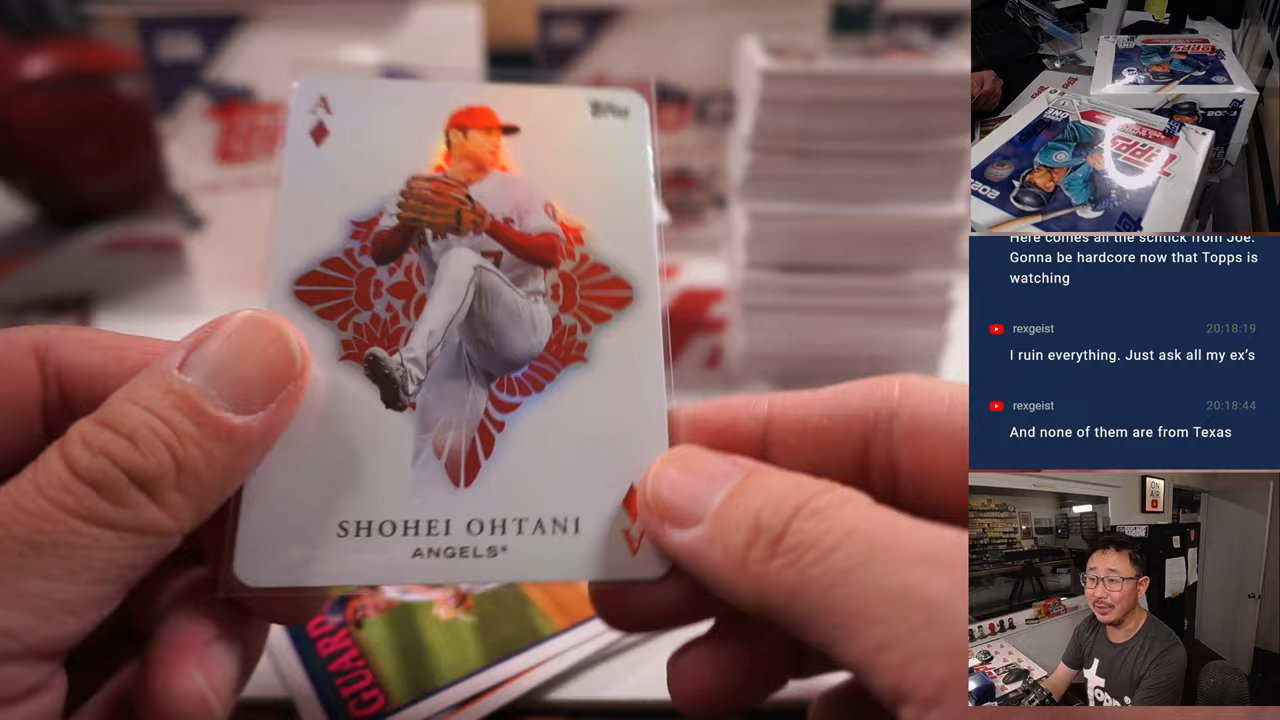 A
Topps
SHOHEI OHTANI
ANGELS®
A
GUARD
Topps
Topps
Here comes all the schtick from Joe.
Gonna be hardcore now that Topps is
watching
rexgeist
20:18:19
I ruin everything. Just ask all my ex's
rexgeist
20:18:44
And none of them are from Texas
ON
AIR